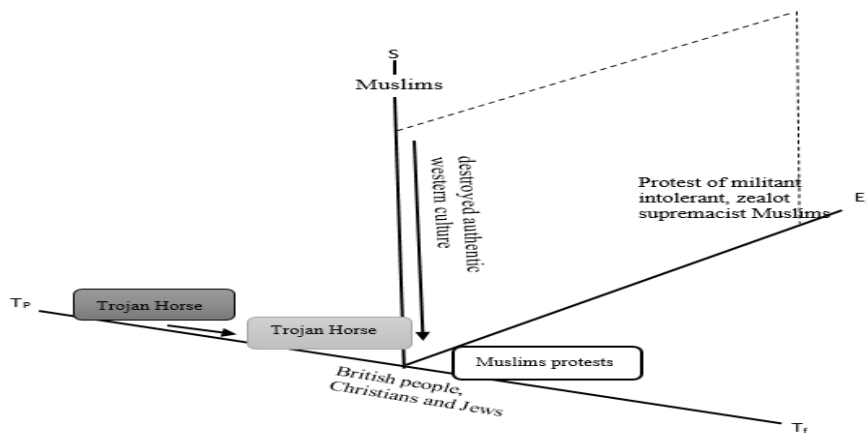 S
Muslims
destroyed authentic
western culture
Protest of militant
intolerant, zealot
supremacist Muslims
E
TP
Trojan Horse
Trojan Horse
Muslims protests
British people,
Christians and Jews
Tf